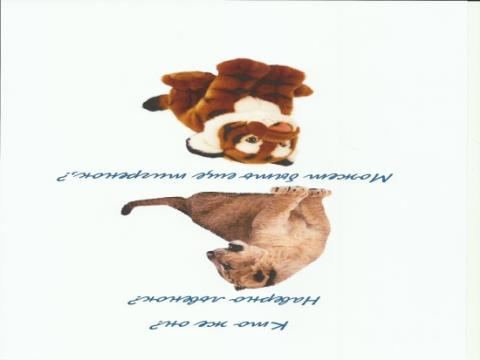 Кто же он?
Наверно львенок?
Может быть еще тигренок?